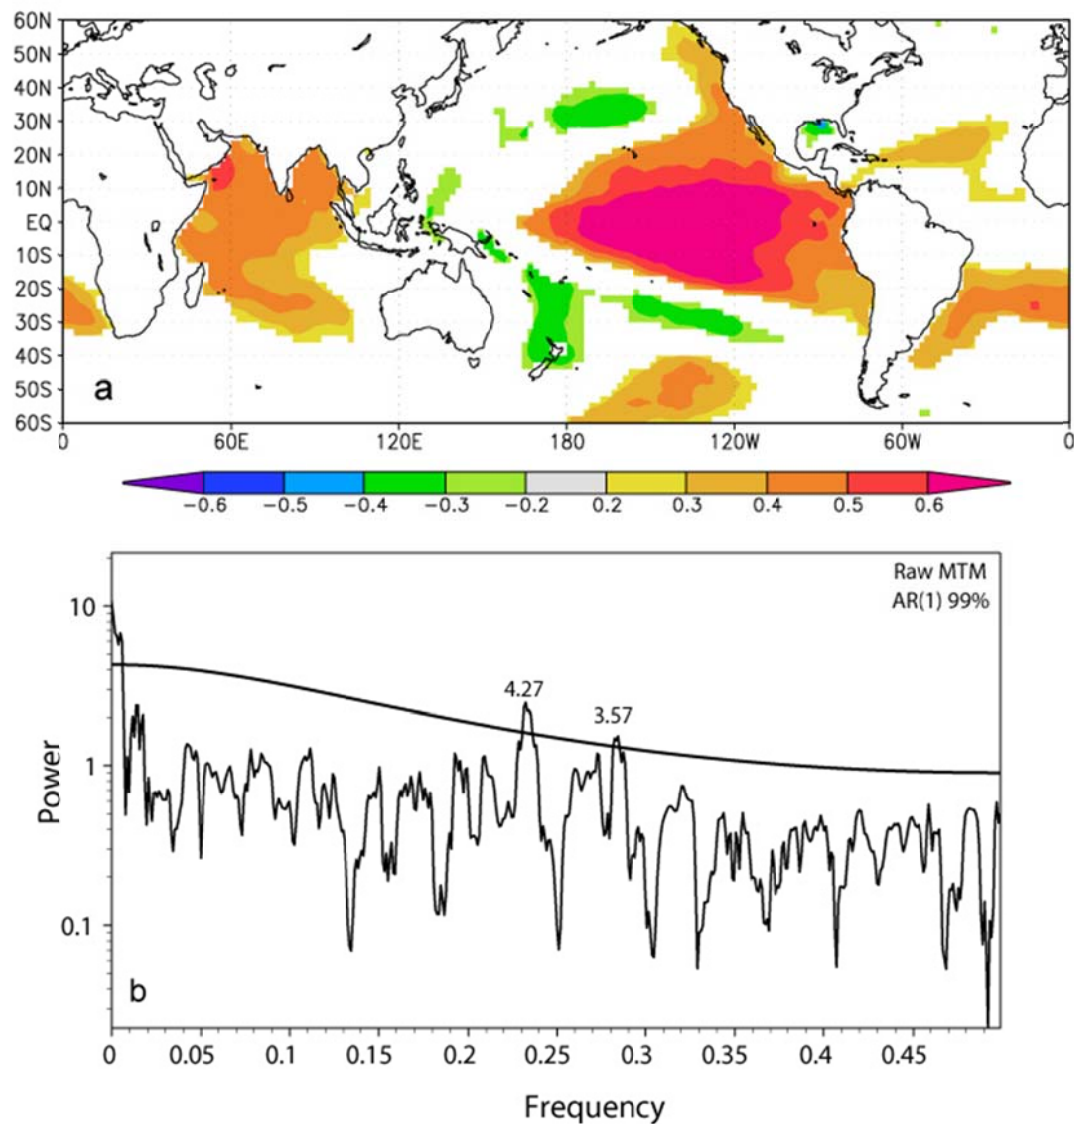 60N
50N
40N
30N
20N
10N
EQ
10S
20S
30S
40S
50S
60S
a
0 60E 120E 180 120W 60W 0
−0.6 −0.5 −0.4 −0.3 −0.2 0.2 0.3 0.4 0.5 0.6
Raw MTM
AR(1) 99%
10
4.27
3.57
1
Power
0.1
b
0 0.05 0.1 0.15 0.2 0.25 0.3 0.35 0.4 0.45
Frequency